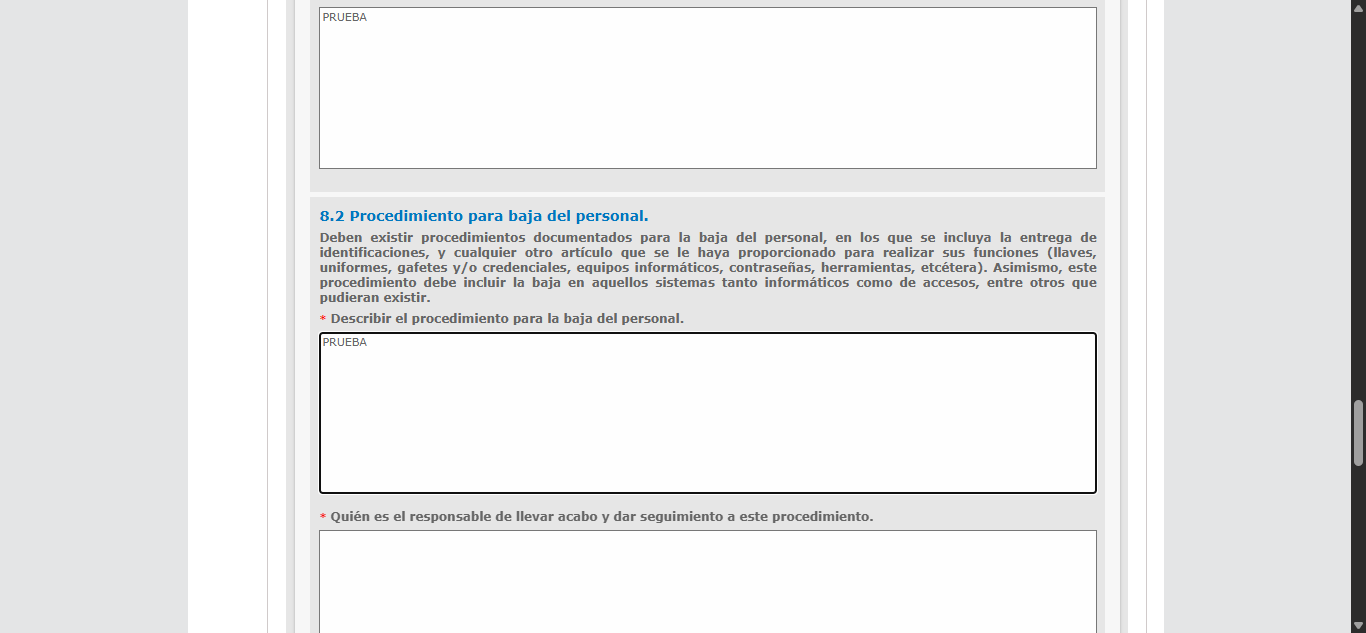 PRUEBA
8.2 Procedimiento para baja del personal.
Deben existir procedimientos documentados para la baja del personal, en los que se incluya la entrega de
identificaciones, y cualquier otro artículo que se le haya proporcionado para realizar sus funciones (llaves,
uniformes, gafetes y/o credenciales, equipos informáticos, contraseñas, herramientas, etcétera). Asimismo, este
procedimiento debe incluir la baja en aquellos sistemas tanto informáticos como de accesos, entre otros que
pudieran existir.
* Describir el procedimiento para la baja del personal.
PRUEBA
* Quién es el responsable de llevar acabo y dar seguimiento a este procedimiento.